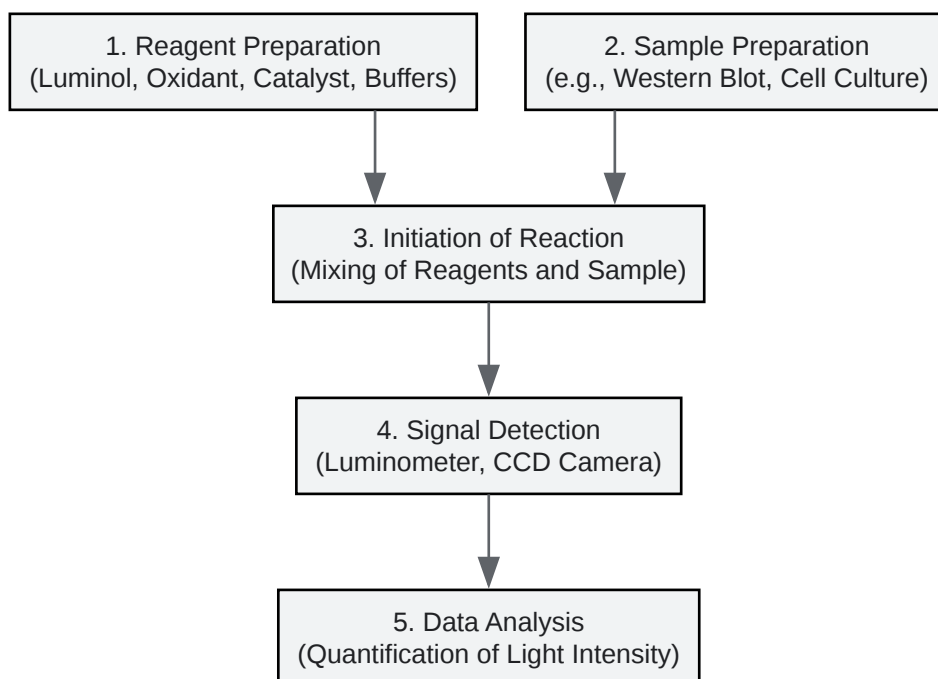 1. Reagent Preparation
(Luminol, Oxidant, Catalyst, Buffers)
2. Sample Preparation
(e.g., Western Blot, Cell Culture)
3. Initiation of Reaction
(Mixing of Reagents and Sample)
4. Signal Detection
(Luminometer, CCD Camera)
5. Data Analysis
(Quantification of Light Intensity)